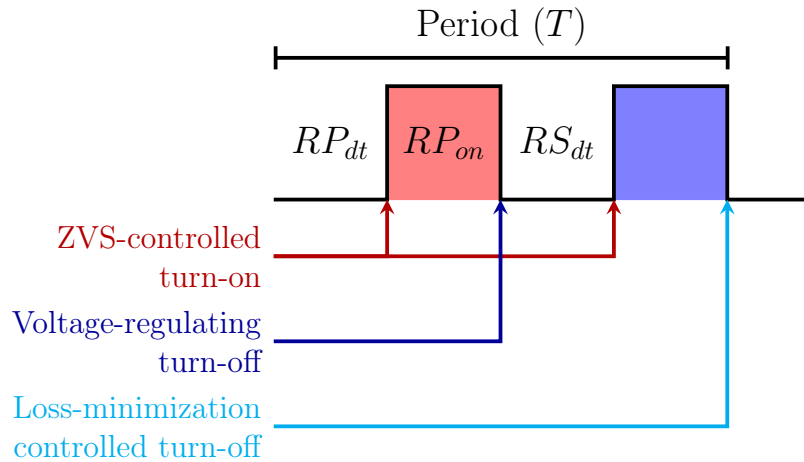 Period (T)
RP_dt
RP_on
RS_dt
ZVS-controlled
turn-on
Voltage-regulating
turn-off
Loss-minimization
controlled turn-off